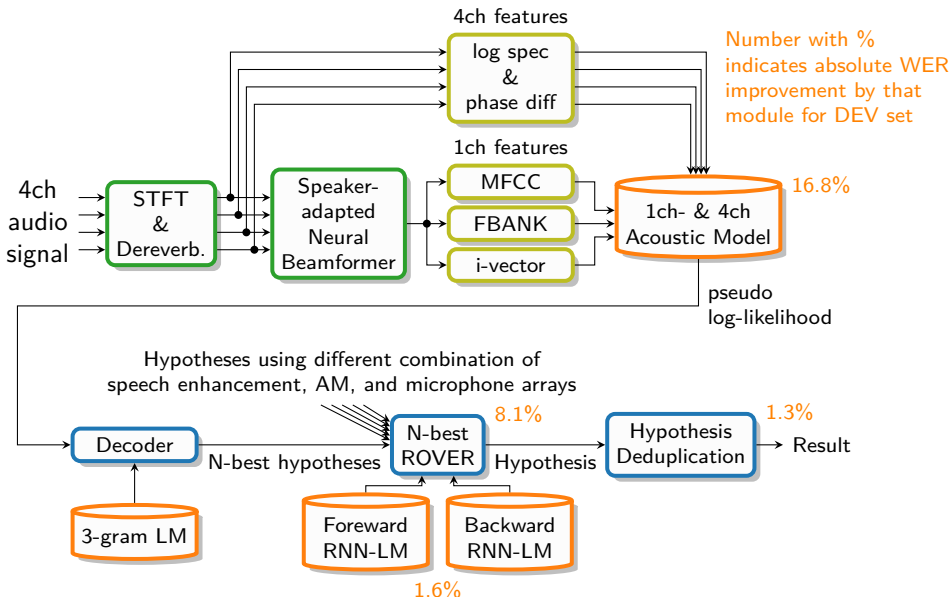 4ch features
log spec
&
phase diff
Number with %
indicates absolute WER
improvement by that
module for DEV set
1ch features
4ch
audio
signal
STFT
&
Dereverb.
Speaker-
adapted
Neural
Beamformer
MFCC
FBANK
i-vector
16.8%
1ch- & 4ch
Acoustic Model
pseudo
log-likelihood
Hypotheses using different combination of
speech enhancement, AM, and microphone arrays
Decoder
N-best hypotheses
8.1%
N-best
ROVER
Hypothesis
1.3%
Hypothesis
Deduplication
Result
3-gram LM
Foreward
RNN-LM
Backward
RNN-LM
1.6%